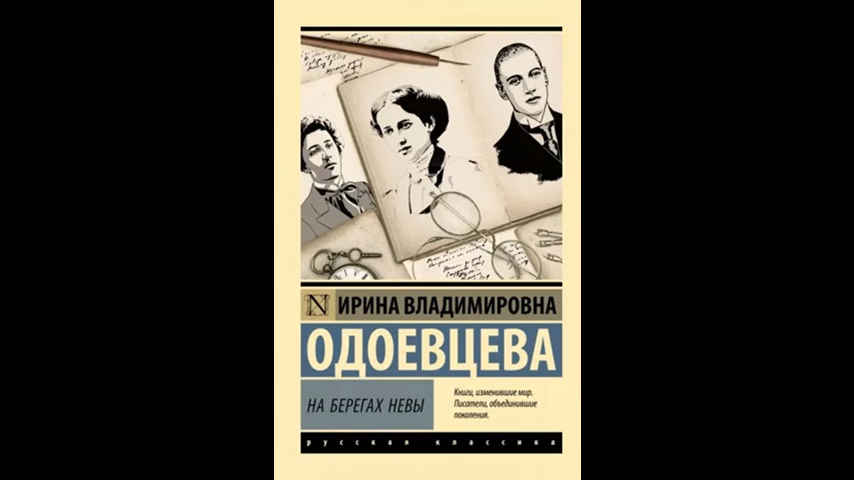 N ИРИНА ВЛАДИМИРОВНА
ОДОЕВЦЕВА
НА БЕРЕГАХ НЕВЫ
Книги, изменившие мир.
Писатели, объединившие
поколения.
русская классика